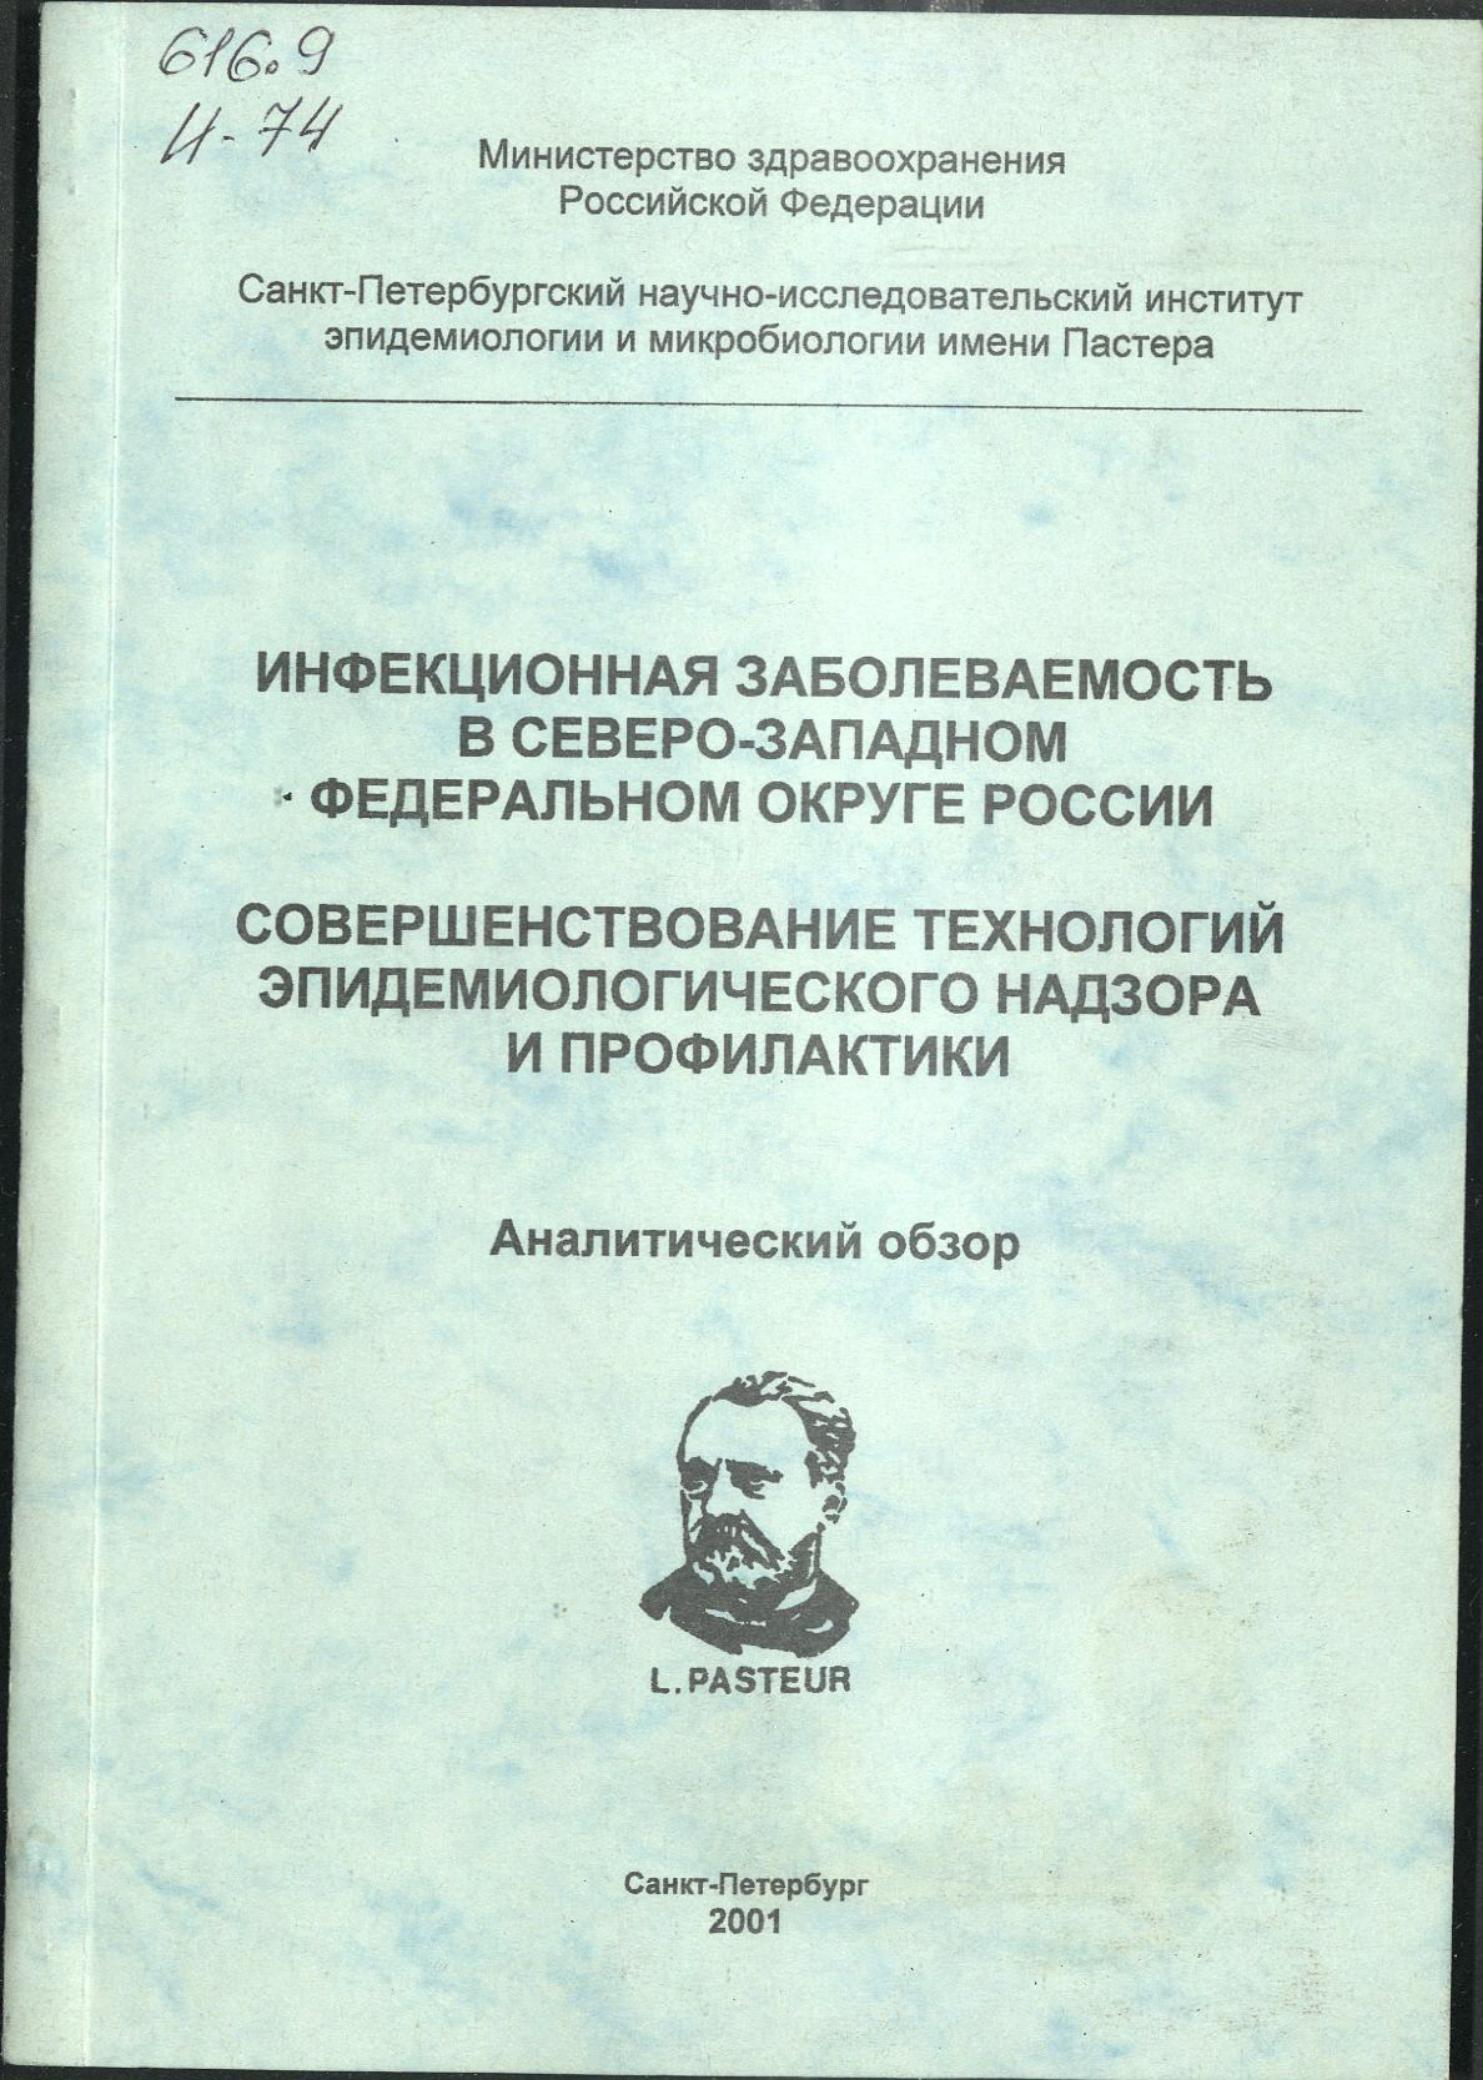 616.9
И-74
Министерство здравоохранения
Российской Федерации
Санкт-Петербургский научно-исследовательский институт
эпидемиологии и микробиологии имени Пастера
ИНФЕКЦИОННАЯ ЗАБОЛЕВАЕМОСТЬ
В СЕВЕРО-ЗАПАДНОМ
ФЕДЕРАЛЬНОМ ОКРУГЕ РОССИИ
СОВЕРШЕНСТВОВАНИЕ ТЕХНОЛОГИЙ
ЭПИДЕМИОЛОГИЧЕСКОГО НАДЗОРА
И ПРОФИЛАКТИКИ
Аналитический обзор
L.PASTEUR
Санкт-Петербург
2001